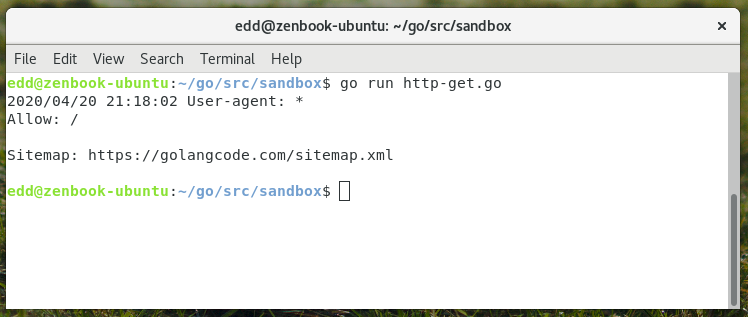 edd@zenbook-ubuntu: ~/go/src/sandbox
File Edit View Search Terminal Help
edd@zenbook-ubuntu:~/go/src/sandbox$ go run http-get.go
2020/04/20 21:18:02 User-agent: *
Allow: /
Sitemap: https://golangcode.com/sitemap.xml
edd@zenbook-ubuntu:~/go/src/sandbox$